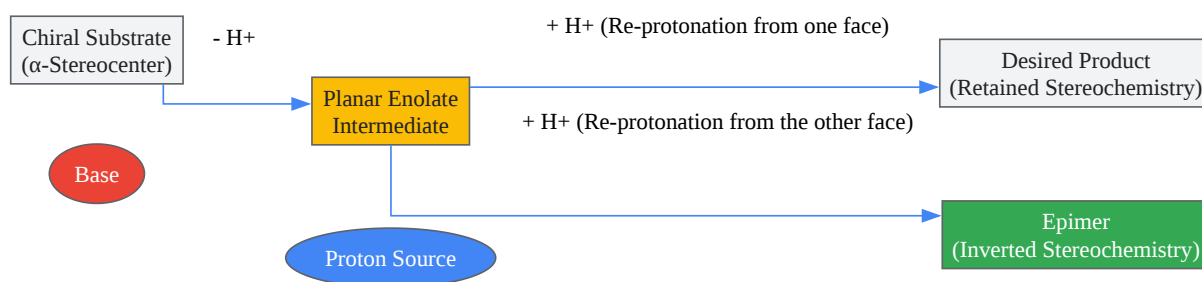 Chiral Substrate
(α-Stereocenter)
- H+
+ H+ (Re-protonation from one face)
Desired Product
(Retained Stereochemistry)
Planar Enolate
Intermediate
+ H+ (Re-protonation from the other face)
Base
Epimer
(Inverted Stereochemistry)
Proton Source